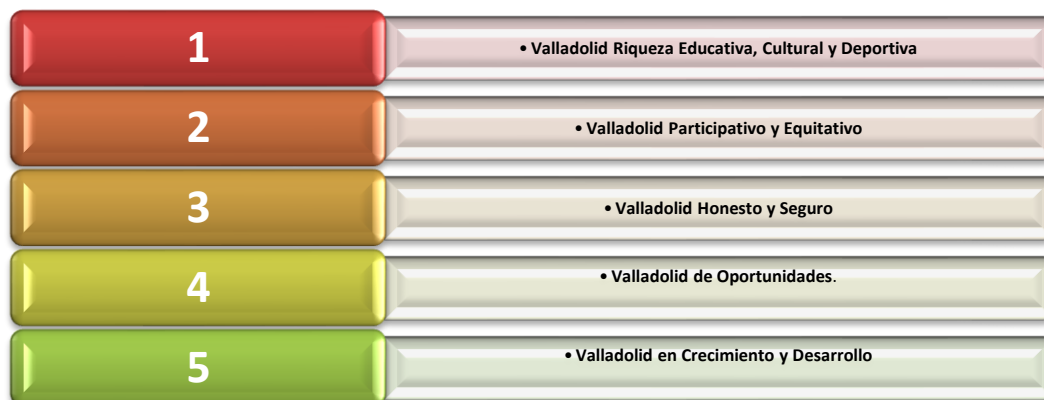 1
• Valladolid Riqueza Educativa, Cultural y Deportiva
2
• Valladolid Participativo y Equitativo
3
• Valladolid Honesto y Seguro
4
• Valladolid de Oportunidades.
5
• Valladolid en Crecimiento y Desarrollo